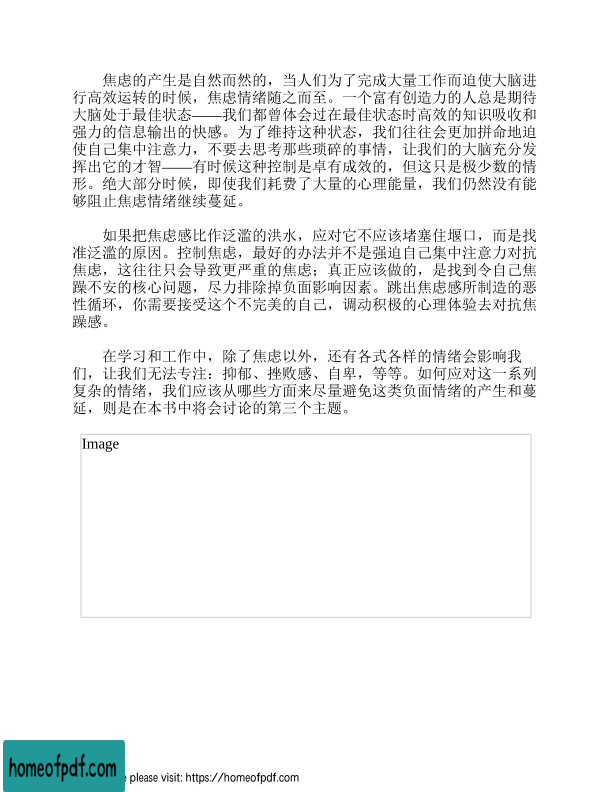 焦虑的产生是自然而然的，当人们为了完成大量工作而迫使大脑进
行高效运转的时候，焦虑情绪随之而至。一个富有创造力的人总是期待
大脑处于最佳状态——我们都曾体会过在最佳状态时高效的知识吸收和
强力的信息输出的快感。为了维持这种状态，我们往往会更加拼命地迫
使自己集中注意力，不要去思考那些琐碎的事情，让我们的大脑充分发
挥出它的才智——有时候这种控制是卓有成效的，但这只是极少数的情
形。绝大部分时候，即使我们耗费了大量的心理能量，我们仍然没有能
够阻止焦虑情绪继续蔓延。
如果把焦虑感比作泛滥的洪水，应对它不应该堵塞住堰口，而是找
准泛滥的原因。控制焦虑，最好的办法并不是强迫自己集中注意力对抗
焦虑，这往往只会导致更严重的焦虑；真正应该做的，是找到令自己焦
躁不安的核心问题，尽力排除掉负面影响因素。跳出焦虑感所制造的恶
性循环，你需要接受这个不完美的自己，调动积极的心理体验去对抗焦
躁感。
在学习和工作中，除了焦虑以外，还有各式各样的情绪会影响我
们，让我们无法专注：抑郁、挫败感、自卑，等等。如何应对这一系列
复杂的情绪，我们应该从哪些方面来尽量避免这类负面情绪的产生和蔓
延，则是在本书中将会讨论的第三个主题。
Image
homeofpdf.com
please visit: https://homeofpdf.com